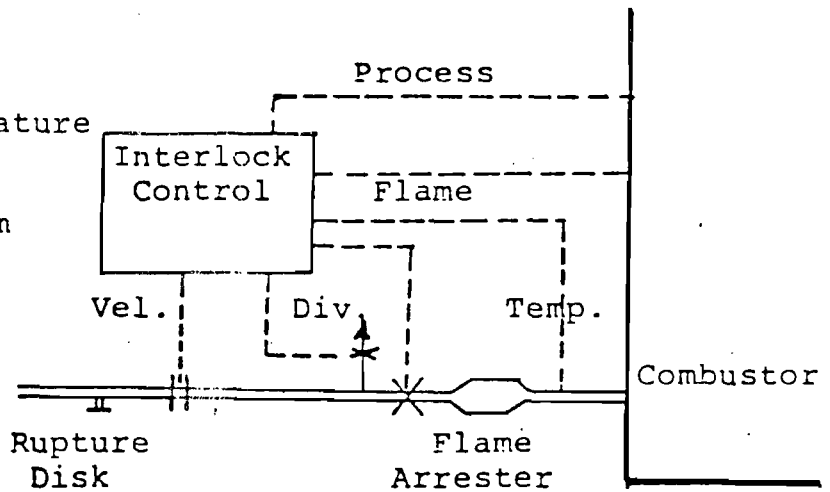 Process
ature
Interlock
Control
Flame
n
Vel.
Div.
Temp.
Combustor
Rupture
Disk
Flame
Arrester